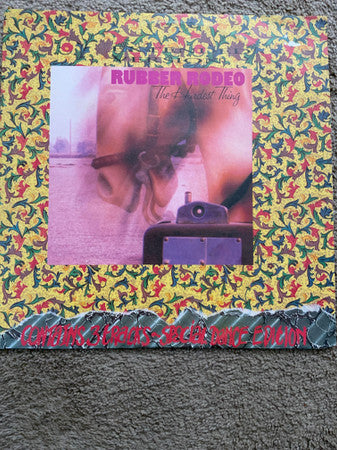 RUBBER RODEO
The Hardest Thing
CONTAINS 3 TRACKS - SPECIAL DANCE EDITION